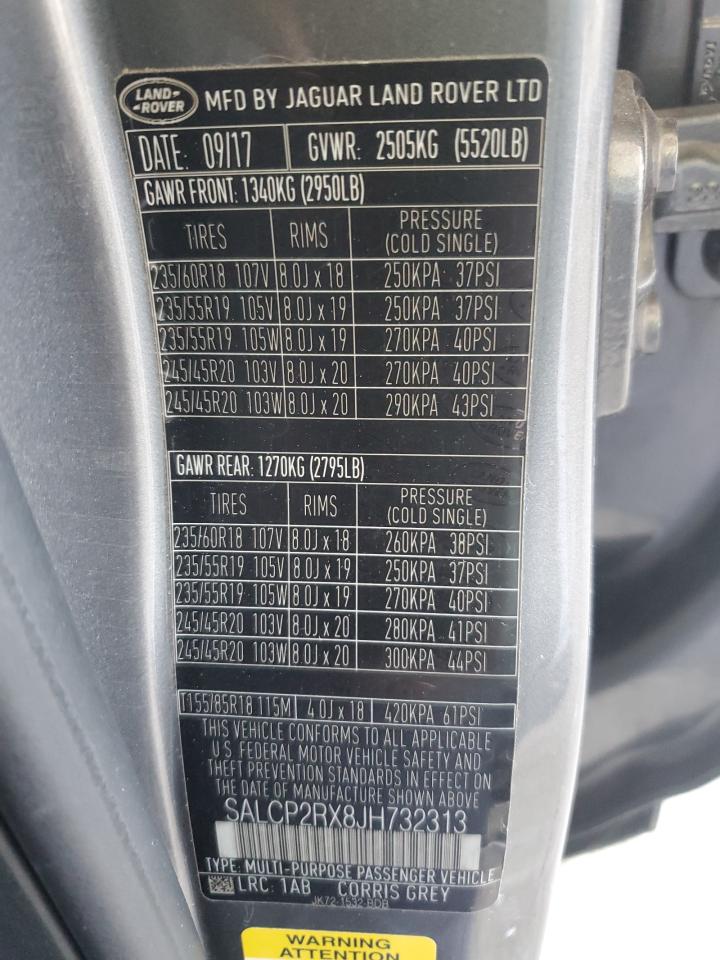 LAND-
-ROVER
MFD BY JAGUAR LAND ROVER LTD
DATE: 09/17 GVWR: 2505KG (5520LB)
GAWR FRONT: 1340KG (2950LB)
TIRES RIMS PRESSURE (COLD SINGLE)
235/60R18 107V 8.0J x 18 250KPA 37PSI
235/55R19 105V 8.0J x 19 250KPA 37PSI
235/55R19 105W 8.0J x 19 270KPA 40PSI
245/45R20 103V 8.0J x 20 270KPA 40PSI
245/45R20 103W 8.0J x 20 290KPA 43PSI
GAWR REAR: 1270KG (2795LB)
TIRES RIMS PRESSURE (COLD SINGLE)
235/60R18 107V 8.0J x 18 260KPA 38PSI
235/55R19 105V 8.0J x 19 250KPA 37PSI
235/55R19 105W 8.0J x 19 270KPA 40PSI
245/45R20 103V 8.0J x 20 280KPA 41PSI
245/45R20 103W 8.0J x 20 300KPA 44PSI
T155/85R18 115M 4.0J x 18 420KPA 61PSI
THIS VEHICLE CONFORMS TO ALL APPLICABLE
U.S. FEDERAL MOTOR VEHICLE SAFETY AND
THEFT PREVENTION STANDARDS IN EFFECT ON
THE DATE OF MANUFACTURE SHOWN ABOVE
SALCP2RX8JH732313
TYPE: MULTI-PURPOSE PASSENGER VEHICLE
LRC: 1AB CORRIS GREY
JK72-1532-BDB
WARNING
ATTENTION